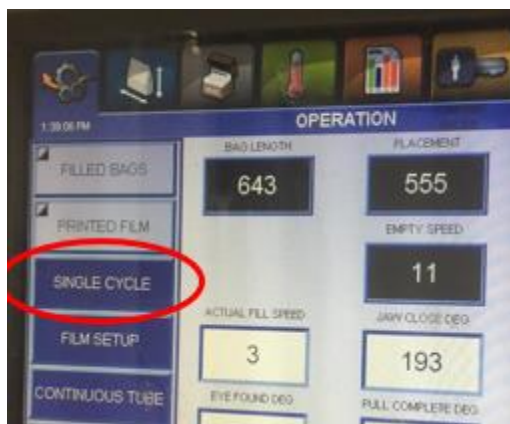 OPERATION
1:39:06 PM
BAG LENGTH
PLACEMENT
FILLED BAGS
643
555
PRINTED FILM
EMPTY SPEED
SINGLE CYCLE
11
ACTUAL FILL SPEED
JAW CLOSE DEG
FILM SETUP
3
193
CONTINUOUS TUBE
EYE FOUND DEG
PULL COMPLETE DEG